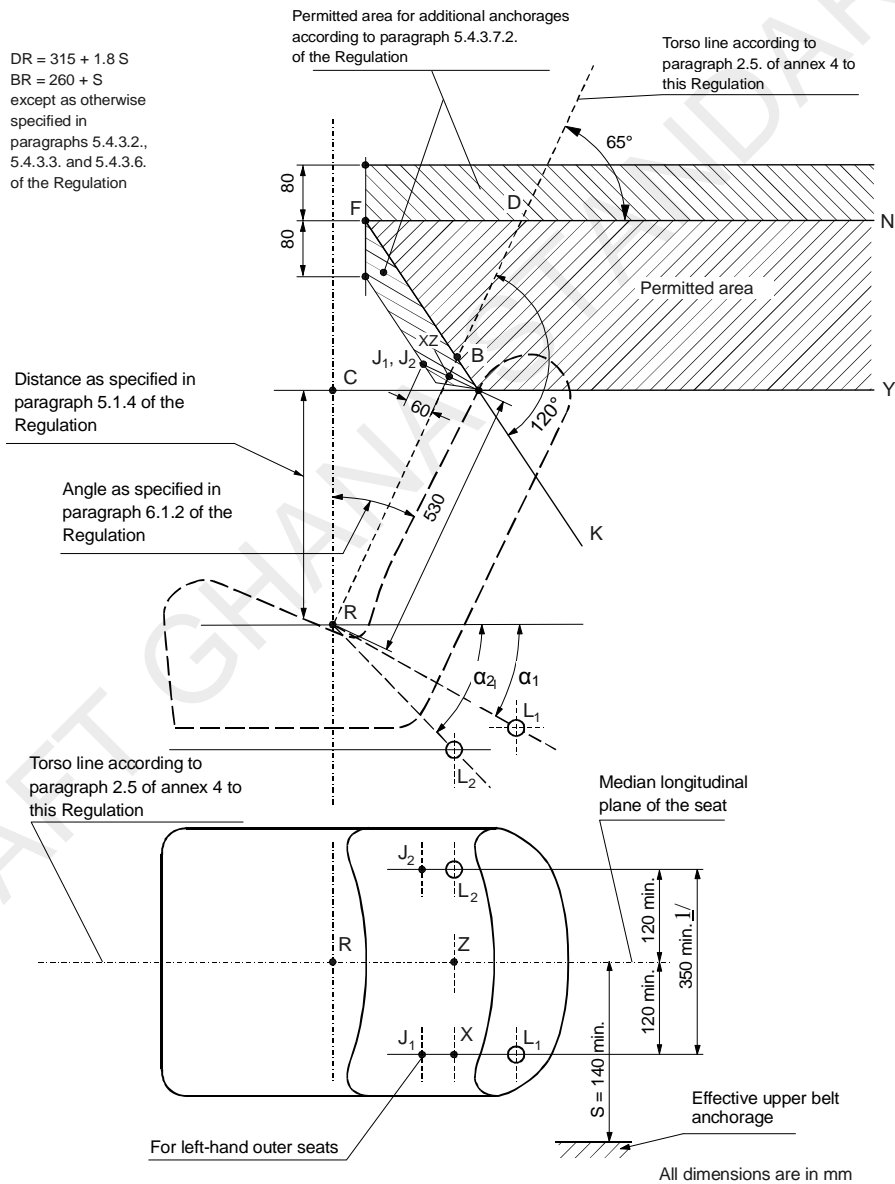 Permitted area for additional anchorages
according to paragraph 5.4.3.7.2.
of the Regulation
Torso line according to
paragraph 2.5. of annex 4 to
this Regulation
DR = 315 + 1.8 S
BR = 260 + S
except as otherwise
specified in
paragraphs 5.4.3.2.,
5.4.3.3. and 5.4.3.6.
of the Regulation
65°
80
F
D
N
80
Permitted area
XZ
B
J1, J2
C
Y
Distance as specified in
paragraph 5.1.4 of the
Regulation
60
120°
530
Angle as specified in
paragraph 6.1.2 of the
Regulation
K
R
α2
α1
L1
L2
Torso line according to
paragraph 2.5 of annex 4 to
this Regulation
Median longitudinal
plane of the seat
J2
L2
R
Z
120 min.
350 min. 1/
120 min.
J1
X
L1
S = 140 min.
Effective upper belt
anchorage
For left-hand outer seats
All dimensions are in mm
DRAFT GHANA STANDARD